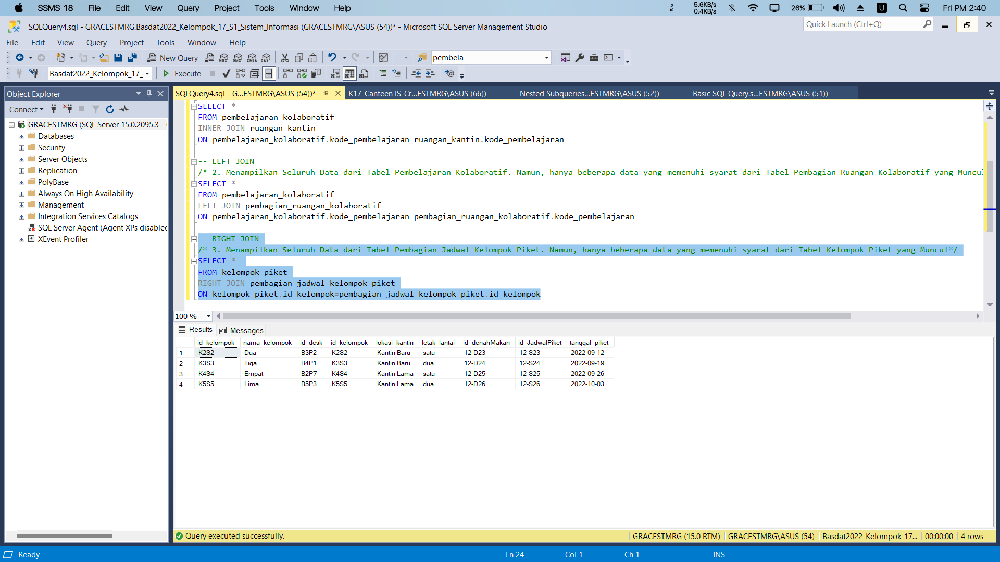 SSMS 18 File Edit View Query Project Tools Window Help 5.6KB/s 0.4KB/s 26% U Fri PM 2:40
SQLQuery4.sql - GRACESTMRG.Basdat2022_Kelompok_17_S1_Sistem_Informasi (GRACESTMRG\ASUS (54))* - Microsoft SQL Server Management Studio Quick Launch (Ctrl+Q)
File Edit View Query Project Tools Window Help
New Query MDX DMX XMLA DAX pembela
Basdat2022_Kelompok_17_ Execute
Object Explorer
Connect
GRACESTMRG (SQL Server 15.0.2095.3 -
Databases
Security
Server Objects
Replication
PolyBase
Always On High Availability
Management
Integration Services Catalogs
SQL Server Agent (Agent XPs disabled
XEvent Profiler
SQLQuery4.sql - G...ESTMRG\ASUS (54))* K17_Canteen IS_Cr...ESTMRG\ASUS (66)) Nested Subqueries...ESTMRG\ASUS (52)) Basic SQL Query.s...ESTMRG\ASUS (51))
SELECT *
FROM pembelajaran_kolaboratif
INNER JOIN ruangan_kantin
ON pembelajaran_kolaboratif.kode_pembelajaran=ruangan_kantin.kode_pembelajaran
-- LEFT JOIN
/* 2. Menampilkan Seluruh Data dari Tabel Pembelajaran Kolaboratif. Namun, hanya beberapa data yang memenuhi syarat dari Tabel Pembagian Ruangan Kolaboratif yang Muncul
SELECT *
FROM pembelajaran_kolaboratif
LEFT JOIN pembagian_ruangan_kolaboratif
ON pembelajaran_kolaboratif.kode_pembelajaran=pembagian_ruangan_kolaboratif.kode_pembelajaran
-- RIGHT JOIN
/* 3. Menampilkan Seluruh Data dari Tabel Pembagian Jadwal Kelompok Piket. Namun, hanya beberapa data yang memenuhi syarat dari Tabel Kelompok Piket yang Muncul*/
SELECT *
FROM kelompok_piket
RIGHT JOIN pembagian_jadwal_kelompok_piket
ON kelompok_piket.id_kelompok=pembagian_jadwal_kelompok_piket.id_kelompok
100 %
Results Messages
id_kelompok nama_kelompok id_desk id_kelompok lokasi_kantin letak_lantai id_denahMakan id_JadwalPiket tanggal_piket
1 K2S2 Dua B3P2 K2S2 Kantin Baru satu 12-D23 12-S23 2022-09-12
2 K3S3 Tiga B4P1 K3S3 Kantin Baru dua 12-D24 12-S24 2022-09-19
3 K4S4 Empat B2P7 K4S4 Kantin Lama satu 12-D25 12-S25 2022-09-26
4 K5S5 Lima B5P3 K5S5 Kantin Lama dua 12-D26 12-S26 2022-10-03
Query executed successfully. GRACESTMRG (15.0 RTM) GRACESTMRG\ASUS (54) Basdat2022_Kelompok_17... 00:00:00 4 rows
Ready Ln 24 Col 1 Ch 1 INS